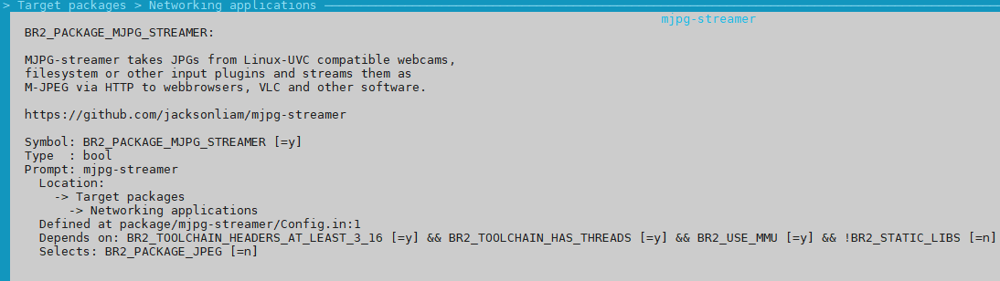 > Target packages > Networking applications
mjpg-streamer
BR2_PACKAGE_MJPG_STREAMER:
MJPG-streamer takes JPGs from Linux-UVC compatible webcams,
filesystem or other input plugins and streams them as
M-JPEG via HTTP to webbrowsers, VLC and other software.
https://github.com/jacksonliam/mjpg-streamer
Symbol: BR2_PACKAGE_MJPG_STREAMER [=y]
Type  : bool
Prompt: mjpg-streamer
Location:
-> Target packages
-> Networking applications
Defined at package/mjpg-streamer/Config.in:1
Depends on: BR2_TOOLCHAIN_HEADERS_AT_LEAST_3_16 [=y] && BR2_TOOLCHAIN_HAS_THREADS [=y] && BR2_USE_MMU [=y] && !BR2_STATIC_LIBS [=n]
Selects: BR2_PACKAGE_JPEG [=n]